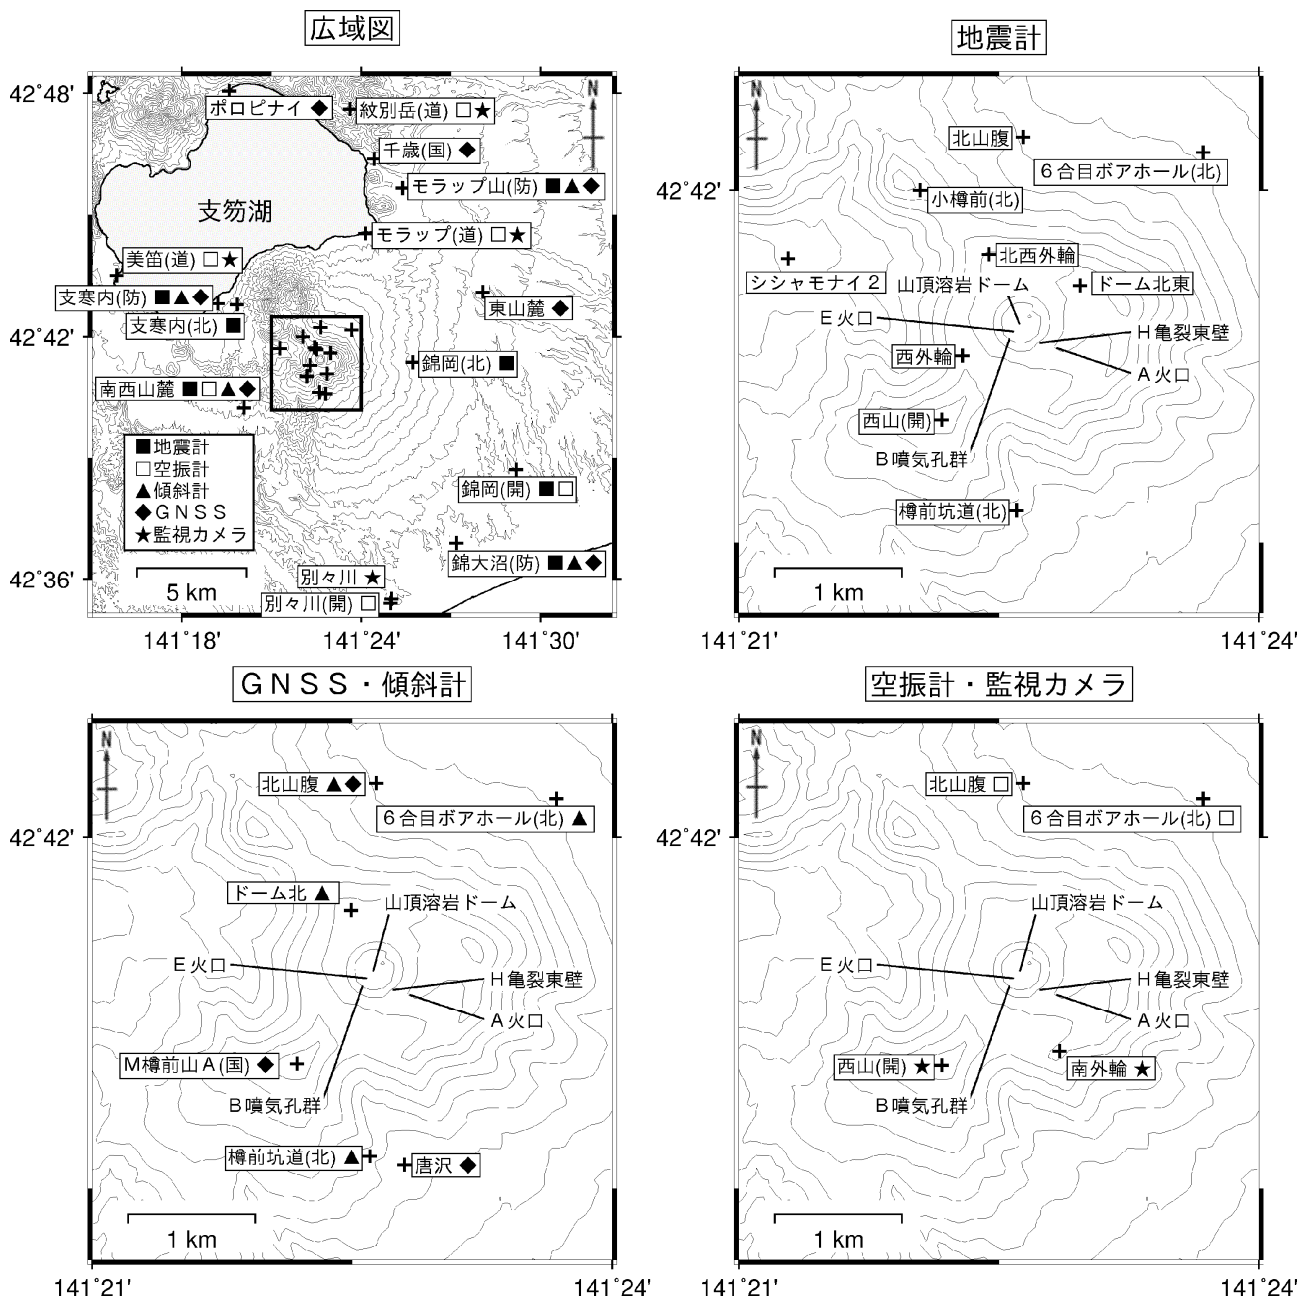 広域図
42°48'
42°42'
42°36'
141°18'
141°24'
141°30'
N
ポロピナイ ◆
紋別岳(道) □★
千歳(国) ◆
モラップ山(防) ■▲◆
支笏湖
モラップ(道) □★
美笛(道) □★
支寒内(防) ■▲◆
支寒内(北) ■
東山麓 ◆
錦岡(北) ■
南西山麓 ■□▲◆
■地震計
□空振計
▲傾斜計
◆GNSS
★監視カメラ
錦岡(開) ■□
錦大沼(防) ■▲◆
別々川 ★
別々川(開) □
5 km
地震計
42°42'
141°21'
141°24'
N
北山腹
6合目ボアホール(北)
小樽前(北)
北西外輪
シシャモナイ2
山頂溶岩ドーム
ドーム北東
E火口
H亀裂東壁
西外輪
A火口
西山(開)
B噴気孔群
樽前坑道(北)
1 km
GNSS・傾斜計
42°42'
141°21'
141°24'
N
北山腹 ▲◆
6合目ボアホール(北) ▲
ドーム北 ▲
山頂溶岩ドーム
E火口
H亀裂東壁
A火口
M樽前山A(国) ◆
B噴気孔群
樽前坑道(北) ▲
唐沢 ◆
1 km
空振計・監視カメラ
42°42'
141°21'
141°24'
N
北山腹 □
6合目ボアホール(北) □
山頂溶岩ドーム
E火口
H亀裂東壁
A火口
西山(開) ★
南外輪 ★
B噴気孔群
1 km